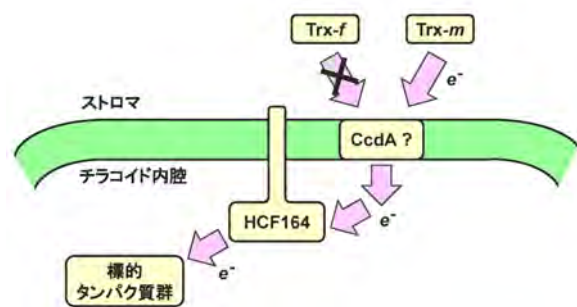 Trx-f
Trx-m
e-
ストロマ
CcdA ?
チラコイド内腔
e-
HCF164
e-
標的
タンパク質群